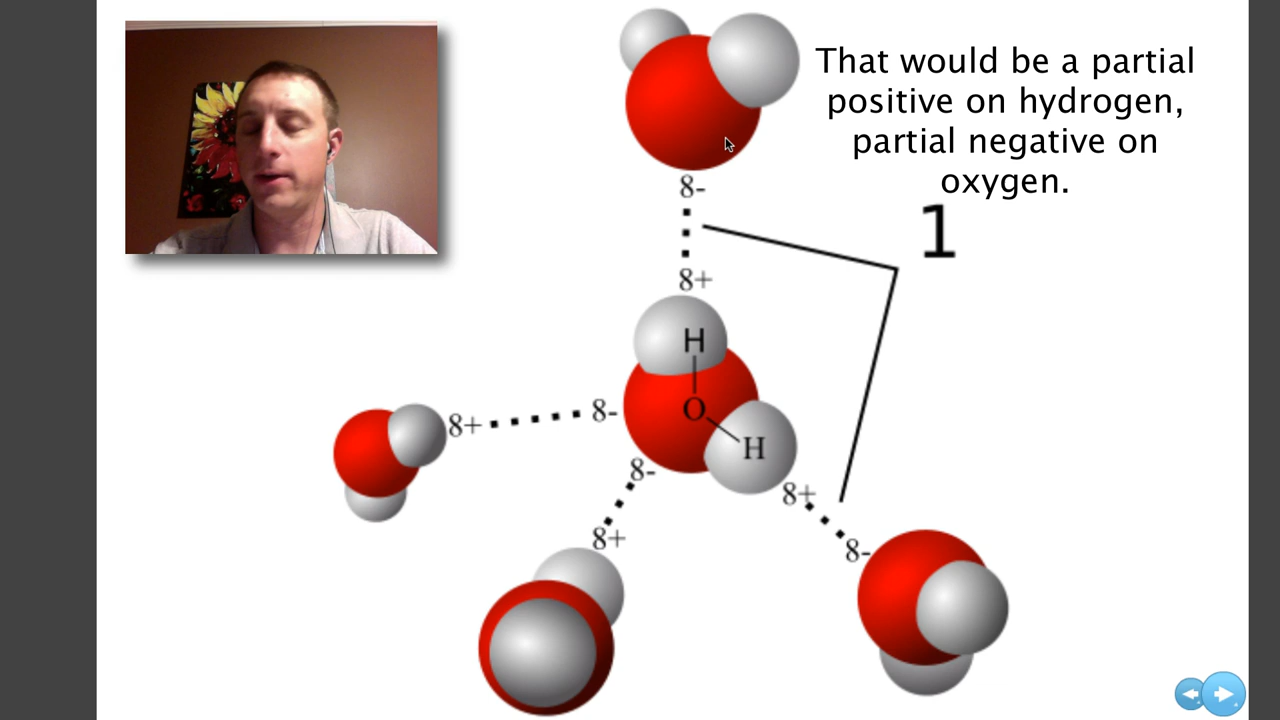 That would be a partial
positive on hydrogen,
partial negative on
oxygen.
8-
1
8+
H
8+
8-
O
H
8-
8+
8+
8-